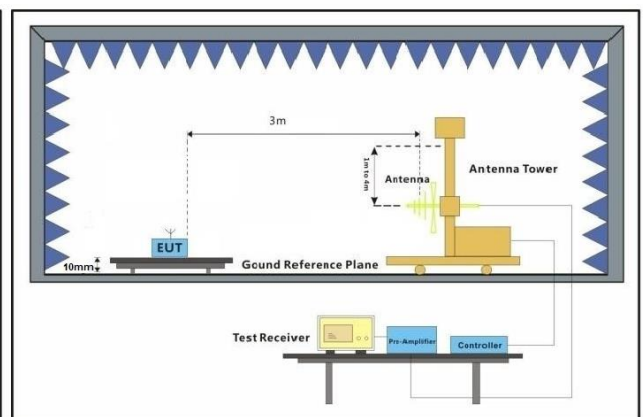 3m
1m to 4m
Antenna
Antenna Tower
EUT
10mm
Gound Reference Plane
Test Receiver
Pre-Amplifier
Controller